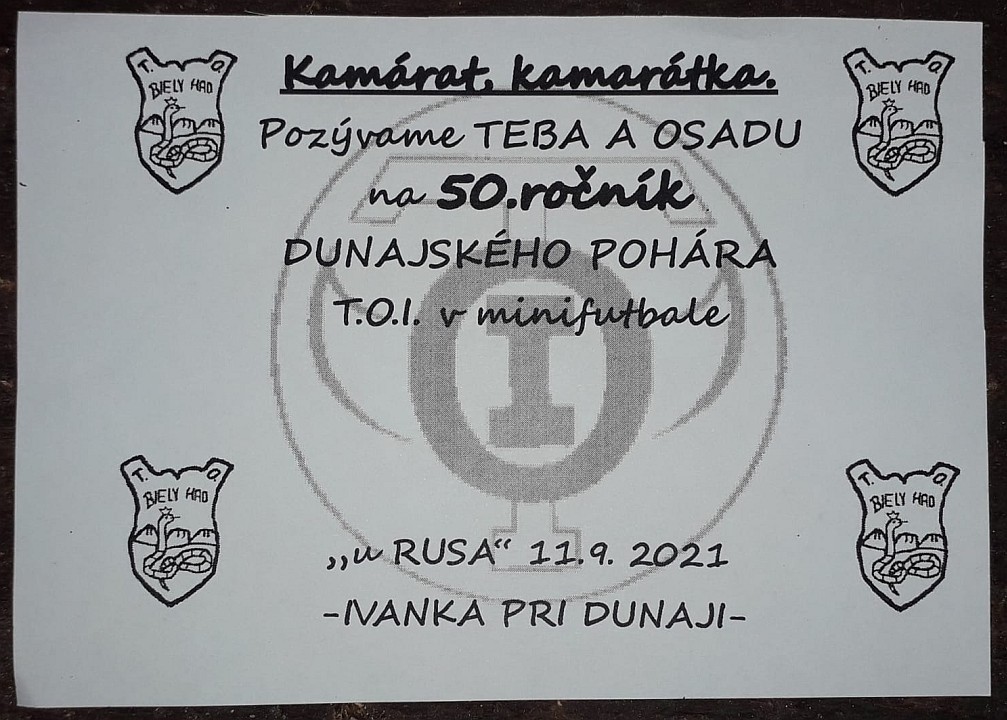 T. O.
BIELY HAD
T. O.
BIELY HAD
Kamárat, kamarátka.
Pozývame TEBA A OSADU
na 50.ročník
DUNAJSKÉHO POHÁRA
T.O.I. v minifutbale
TOI
T. O.
BIELY HAD
T. O.
BIELY HAD
„u RUSA“ 11.9. 2021
-IVANKA PRI DUNAJI-